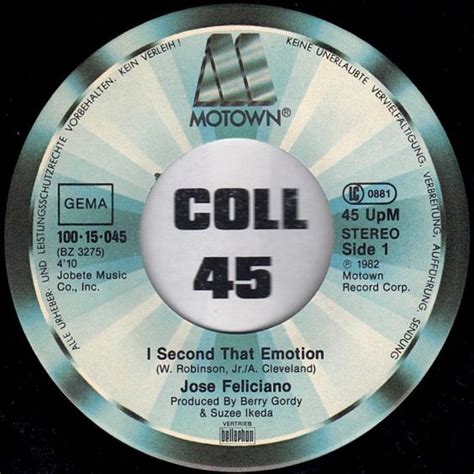 ALLE URHEBER- UND LEISTUNGSSCHUTZRECHTE VORBEHALTEN. KEIN VERLEIH!
KEINE UNERLAUBTE VERVIELFÄLTIGUNG, VERBREITUNG, AUFFÜHRUNG, SENDUNG
M
MOTOWN®
GEMA
100·15·045
(BZ 3275)
4'10
Jobete Music
Co., Inc.
COLL
45
LC 0881
45 UpM
STEREO
Side 1
℗ 1982
Motown
Record Corp.
I Second That Emotion
(W. Robinson, Jr./A. Cleveland)
Jose Feliciano
Produced By Berry Gordy
& Suzee Ikeda
VERTRIEB
bellaphon